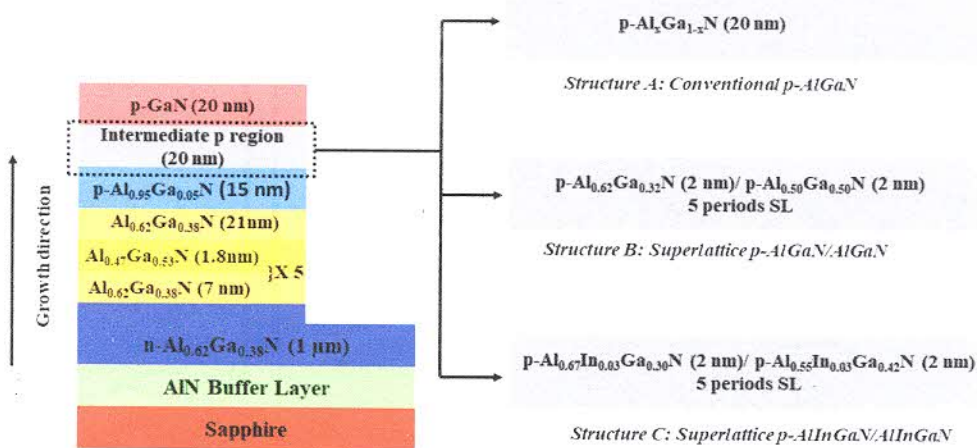 p-AlₓGa₁₋ₓN (20 nm)
Structure A: Conventional p-AlGaN
p-GaN (20 nm)
Intermediate p region
(20 nm)
p-Al₀.₉₅Ga₀.₀₅N (15 nm)
Al₀.₆₂Ga₀.₃₈N (21nm)
Al₀.₄-Ga₀.₅₃N (1.8nm)
}X 5
Al₀.₆₂Ga₀.₃₈N (7 nm)
n-Al₀.₆₂Ga₀.₃₈N (1 μm)
AlN Buffer Layer
Sapphire
Growth direction
p-Al₀.₆₂Ga₀.₃₂N (2 nm)/ p-Al₀.₅₀Ga₀.₅₀N (2 nm)
5 periods SL
Structure B: Superlattice p-AlGaN/AlGaN
p-Al₀.₆₇In₀.₀₃Ga₀.₃₀N (2 nm)/ p-Al₀.₅₅In₀.₀₃Ga₀.₄₂N (2 nm)
5 periods SL
Structure C: Superlattice p-AlInGaN/AlInGaN